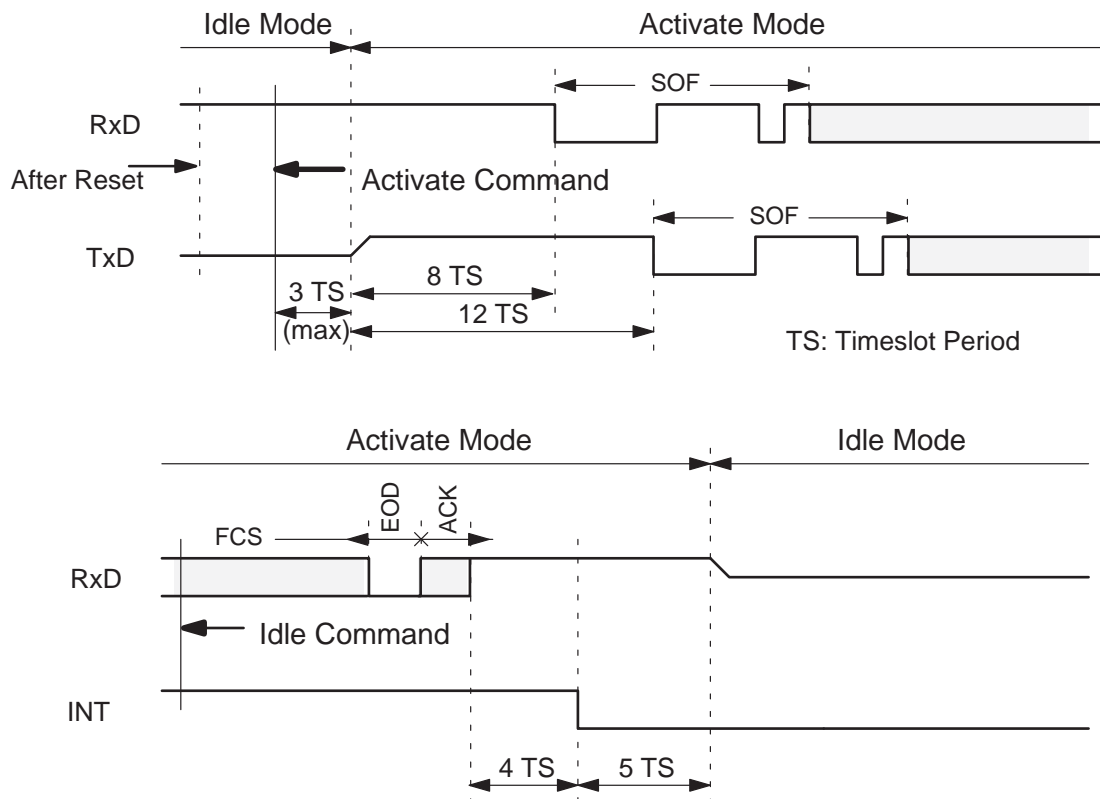 Idle Mode
Activate Mode
SOF
RxD
After Reset
Activate Command
SOF
TxD
8 TS
3 TS
(max)
12 TS
TS: Timeslot Period
Activate Mode
Idle Mode
EOD
ACK
FCS
RxD
Idle Command
INT
4 TS
5 TS